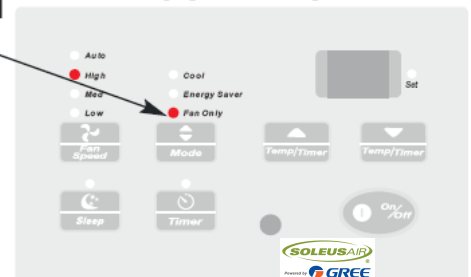 Auto
High
Cool
Med
Energy Saver
Set
Low
Fan Only
Fan
Speed
Mode
Temp/Timer
Temp/Timer
Sleep
Timer
On/Off
SOLEUSAIR
Powered by GREE